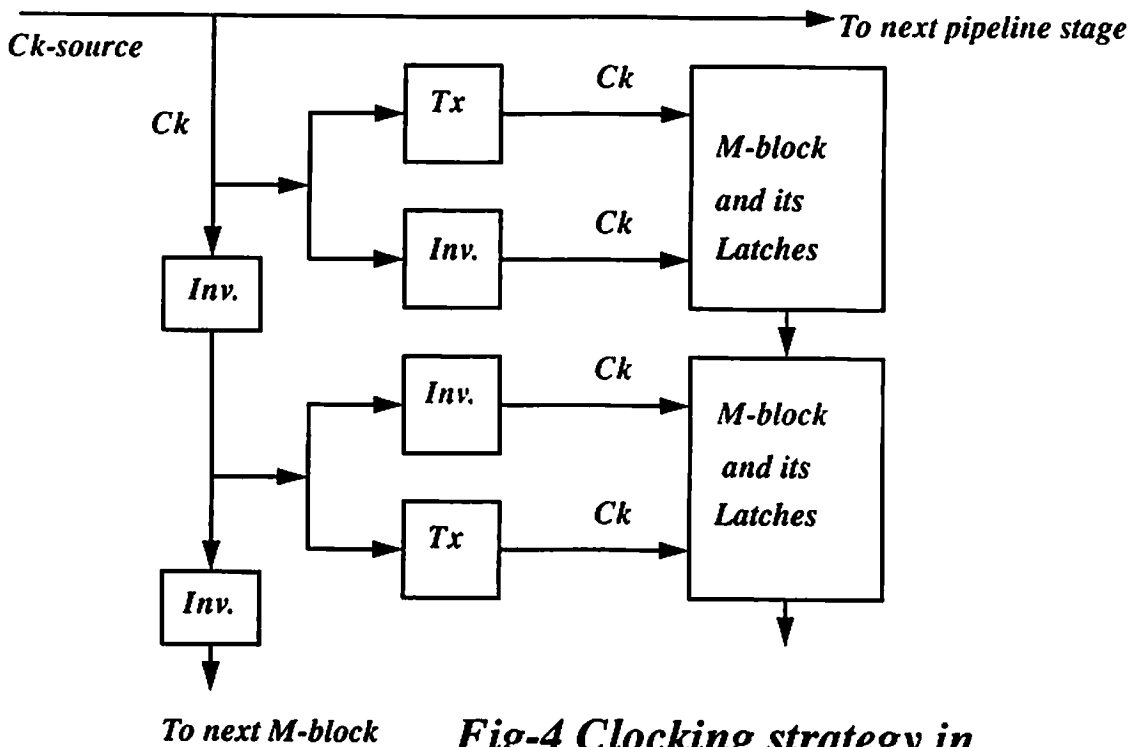 To next pipeline stage
Ck-source
Ck
Tx
Ck
M-block
and its
Latches
Inv.
Ck
Inv.
Inv.
Ck
M-block
and its
Latches
Tx
Ck
Inv.
To next M-block
Fig-4 Clocking strategy in